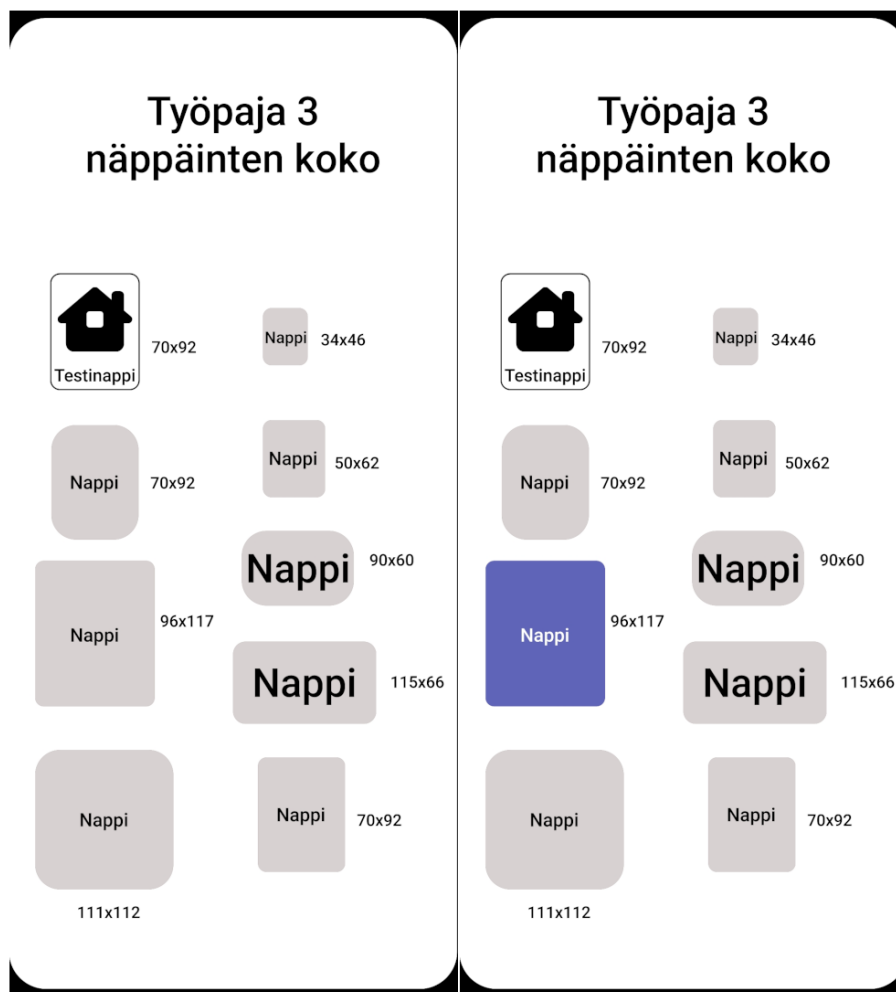 Työpaja 3
näppäinten koko
Testinappi
70x92
Nappi
34x46
Nappi
70x92
Nappi
50x62
Nappi
96x117
Nappi
90x60
Nappi
115x66
Nappi
111x112
Nappi
70x92
Työpaja 3
näppäinten koko
Testinappi
70x92
Nappi
34x46
Nappi
70x92
Nappi
50x62
Nappi
96x117
Nappi
90x60
Nappi
115x66
Nappi
111x112
Nappi
70x92